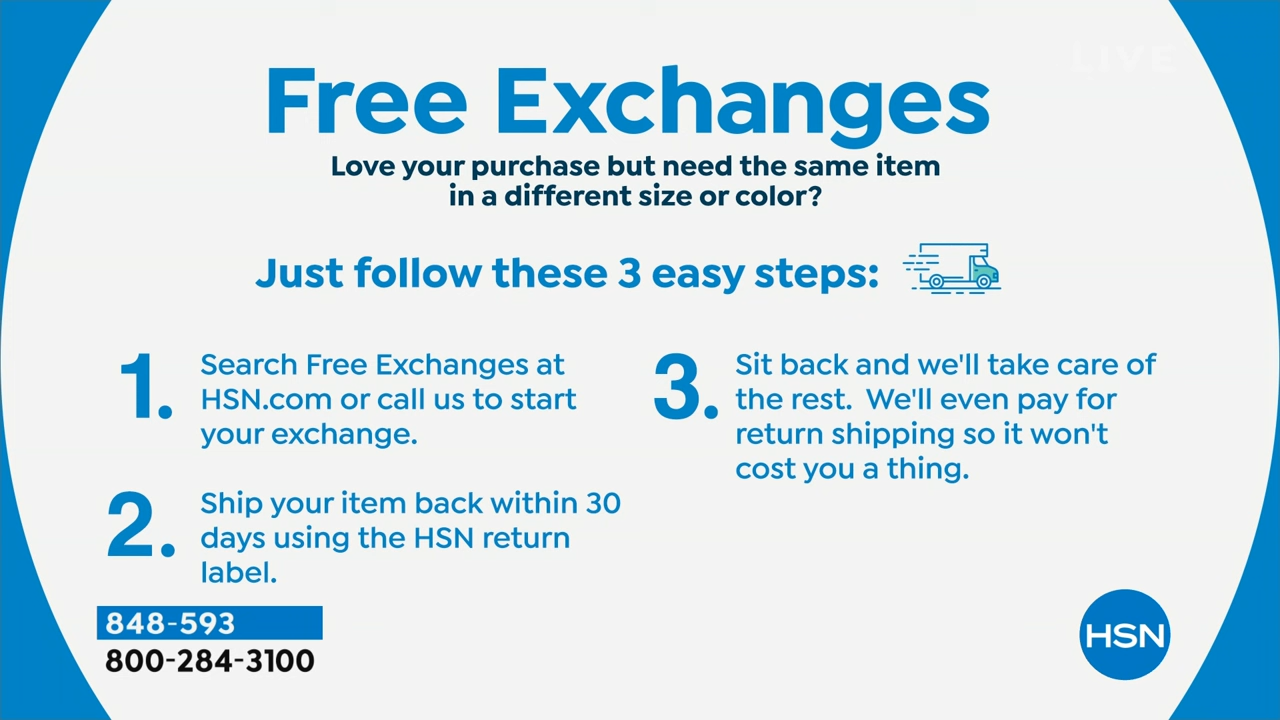 LIVE
Free Exchanges
Love your purchase but need the same item
in a different size or color?
Just follow these 3 easy steps:
1. Search Free Exchanges at
HSN.com or call us to start
your exchange.
2. Ship your item back within 30
days using the HSN return
label.
3. Sit back and we'll take care of
the rest. We'll even pay for
return shipping so it won't
cost you a thing.
848-593
800-284-3100
HSN